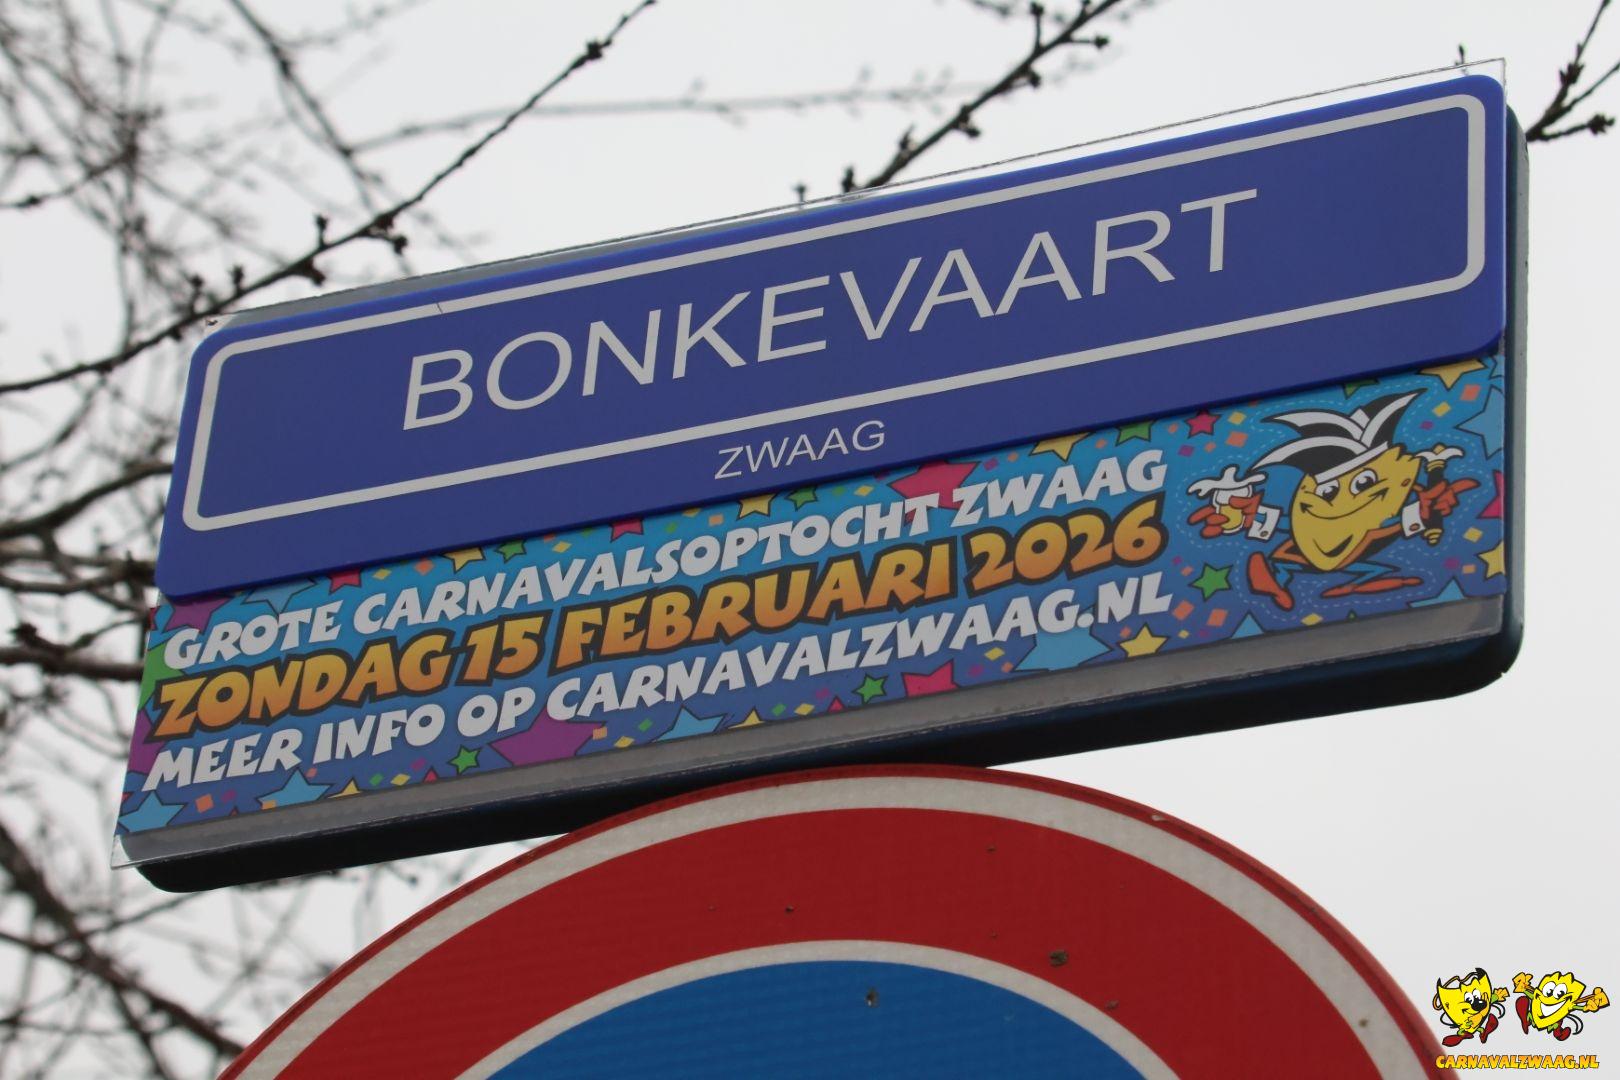 BONKEVAART
ZWAAG
GROTE CARNAVALSOPTOCHT ZWAAG
ZONDAG 15 FEBRUARI 2026
MEER INFO OP CARNAVALZWAAG.NL
CARNAVALZWAAG.NL